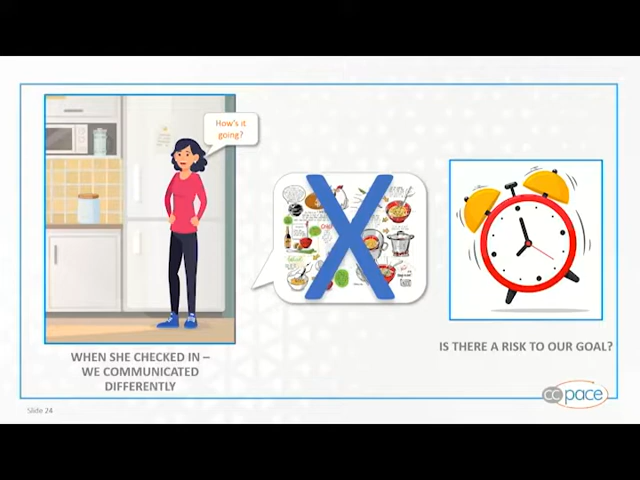 How's it
going?
WHEN SHE CHECKED IN –
WE COMMUNICATED
DIFFERENTLY
IS THERE A RISK TO OUR GOAL?
Slide 24
cc pace